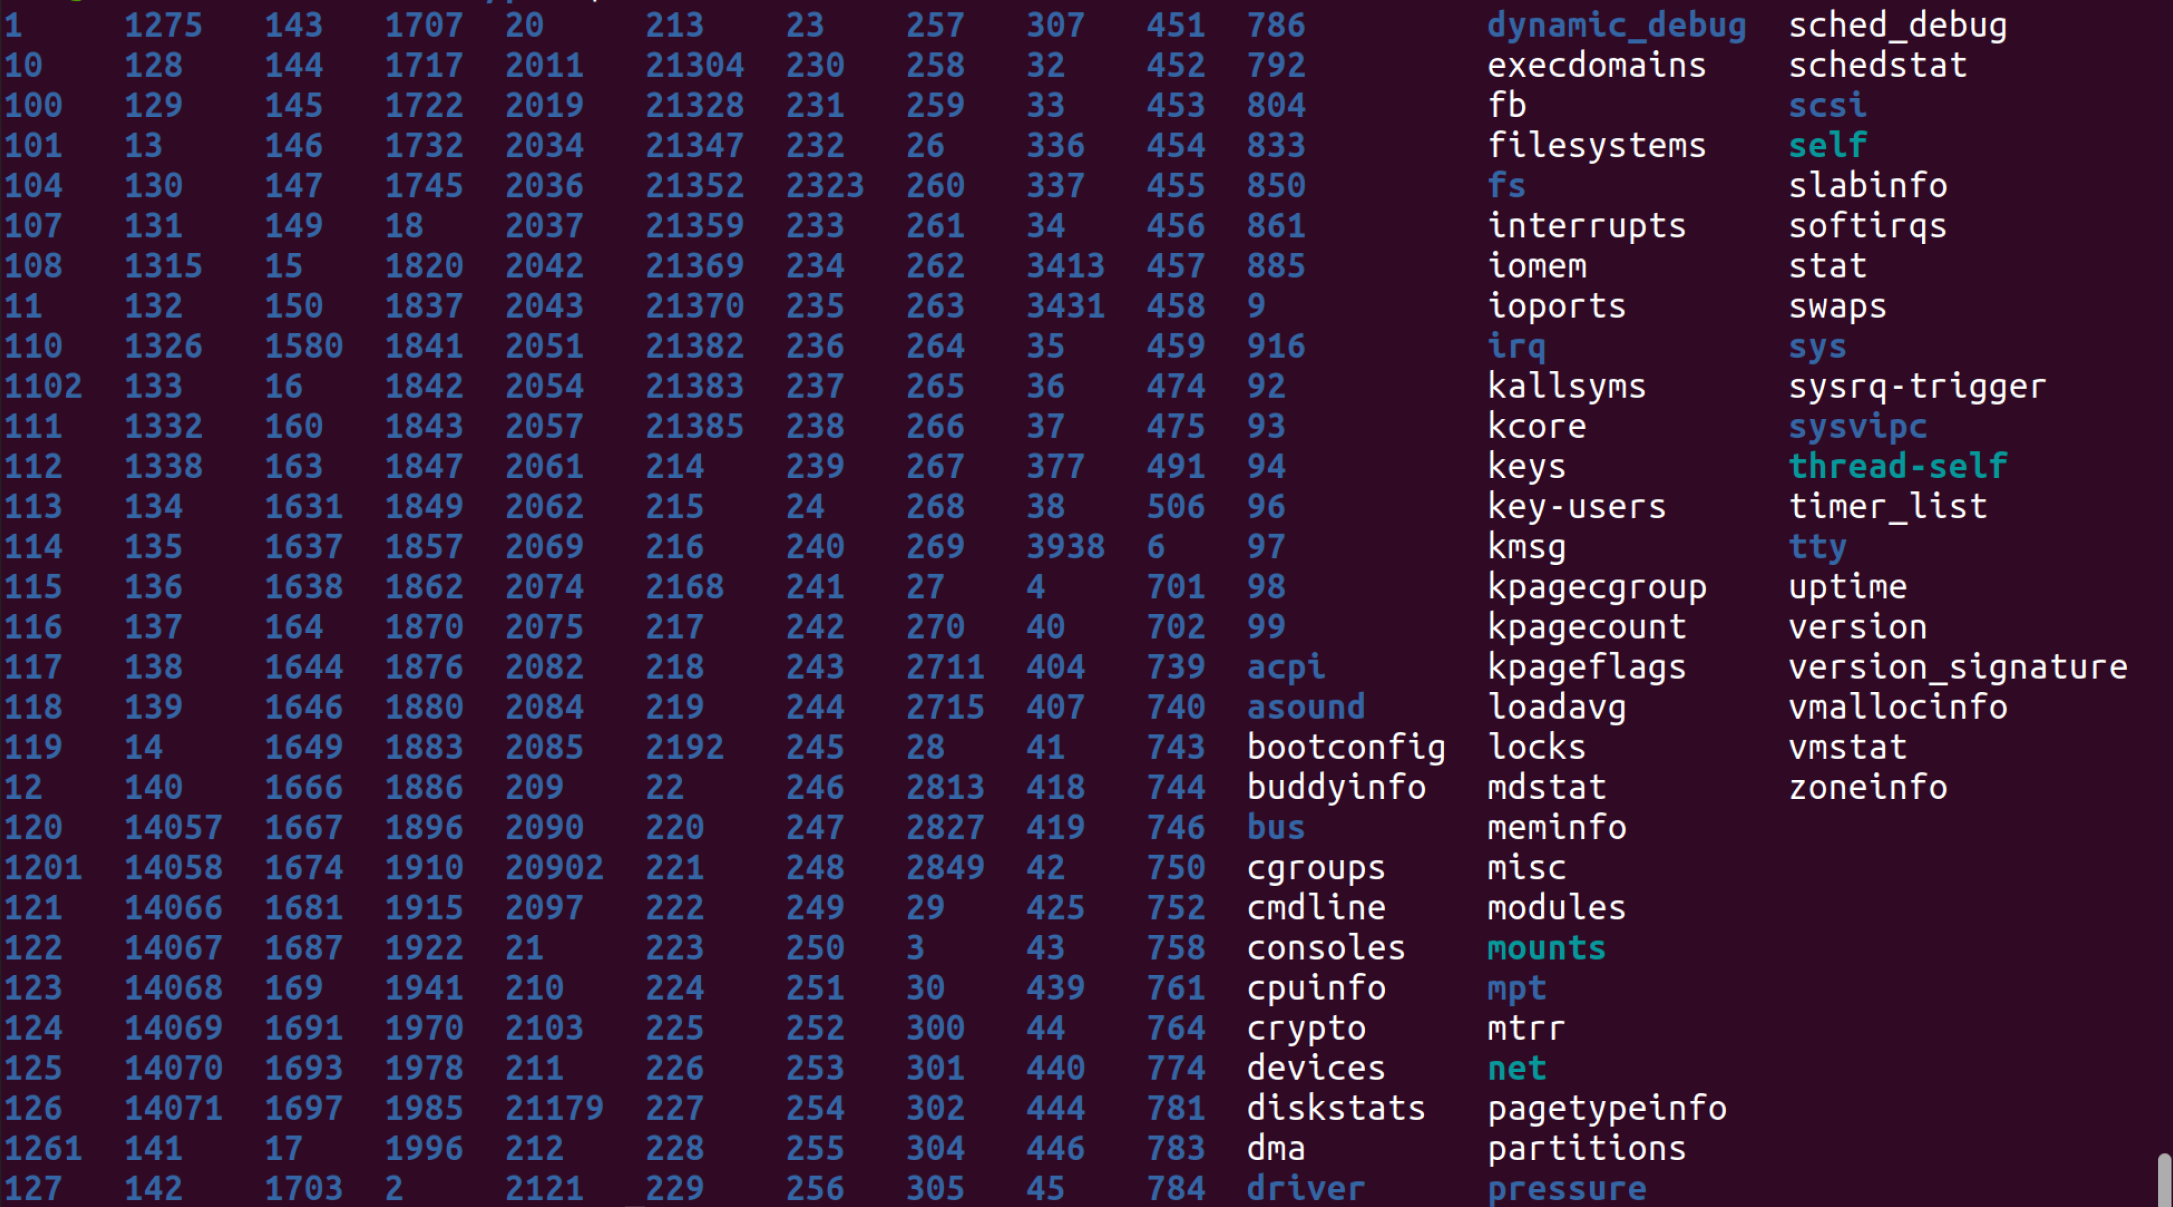 1 1275 143 1707 20 213 23 257 307 451 786 dynamic_debug sched_debug
10 128 144 1717 2011 21304 230 258 32 452 792 execdomains schedstat
100 129 145 1722 2019 21328 231 259 33 453 804 fb scsi
101 13 146 1732 2034 21347 232 26 336 454 833 filesystems self
104 130 147 1745 2036 21352 2323 260 337 455 850 fs slabinfo
107 131 149 18 2037 21359 233 261 34 456 861 interrupts softirqs
108 1315 15 1820 2042 21369 234 262 3413 457 885 iomem stat
11 132 150 1837 2043 21370 235 263 3431 458 9 ioports swaps
110 1326 1580 1841 2051 21382 236 264 35 459 916 irq sys
1102 133 16 1842 2054 21383 237 265 36 474 92 kallsyms sysrq-trigger
111 1332 160 1843 2057 21385 238 266 37 475 93 kcore sysvipc
112 1338 163 1847 2061 214 239 267 377 491 94 keys thread-self
113 134 1631 1849 2062 215 24 268 38 506 96 key-users timer_list
114 135 1637 1857 2069 216 240 269 3938 6 97 kmsg tty
115 136 1638 1862 2074 2168 241 27 4 701 98 kpagecgroup uptime
116 137 164 1870 2075 217 242 270 40 702 99 kpagecount version
117 138 1644 1876 2082 218 243 2711 404 739 acpi kpageflags version_signature
118 139 1646 1880 2084 219 244 2715 407 740 asound loadavg vmallocinfo
119 14 1649 1883 2085 2192 245 28 41 743 bootconfig locks vmstat
12 140 1666 1886 209 22 246 2813 418 744 buddyinfo mdstat zoneinfo
120 14057 1667 1896 2090 220 247 2827 419 746 bus meminfo
1201 14058 1674 1910 20902 221 248 2849 42 750 cgroups misc
121 14066 1681 1915 2097 222 249 29 425 752 cmdline modules
122 14067 1687 1922 21 223 250 3 43 758 consoles mounts
123 14068 169 1941 210 224 251 30 439 761 cpuinfo mpt
124 14069 1691 1970 2103 225 252 300 44 764 crypto mtrr
125 14070 1693 1978 211 226 253 301 440 774 devices net
126 14071 1697 1985 21179 227 254 302 444 781 diskstats pagetypeinfo
1261 141 17 1996 212 228 255 304 446 783 dma partitions
127 142 1703 2 2121 229 256 305 45 784 driver pressure